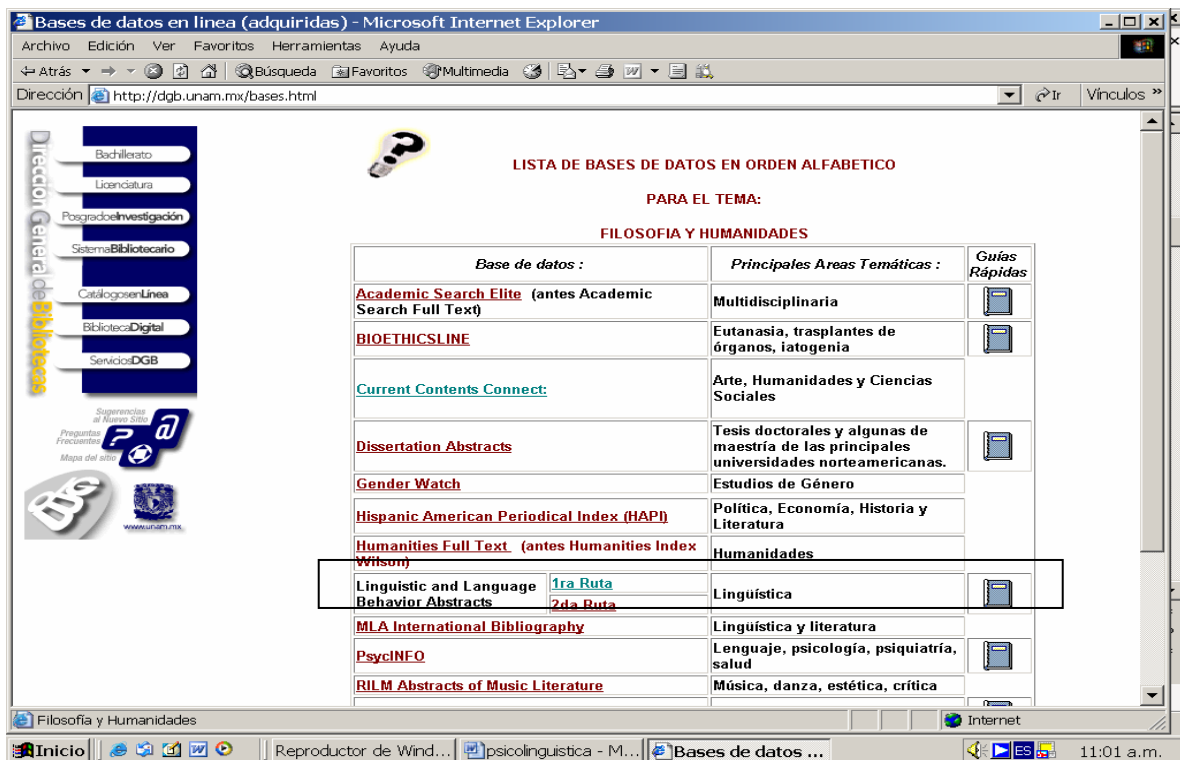 Bases de datos en linea (adquiridas) - Microsoft Internet Explorer
Archivo Edición Ver Favoritos Herramientas Ayuda
Atrás Búsqueda Favoritos Multimedia
Dirección http://dgb.unam.mx/bases.html Ir Vínculos »
Dirección General de Bibliotecas
Bachillerato
Licenciatura
PosgradoeInvestigación
SistemaBibliotecario
CatálogosenLínea
BibliotecaDigital
ServiciosDGB
Sugerencias
al Nuevo Sitio
Preguntas
Frecuentes
Mapa del sitio
www.unam.mx
LISTA DE BASES DE DATOS EN ORDEN ALFABETICO
PARA EL TEMA:
FILOSOFIA Y HUMANIDADES
Base de datos : Principales Areas Temáticas : Guías
Rápidas
Academic Search Elite (antes Academic
Search Full Text) Multidisciplinaria
BIOETHICSLINE Eutanasia, trasplantes de
órganos, iatogenia
Current Contents Connect: Arte, Humanidades y Ciencias
Sociales
Dissertation Abstracts Tesis doctorales y algunas de
maestría de las principales
universidades norteamericanas.
Gender Watch Estudios de Género
Hispanic American Periodical Index (HAPI) Política, Economía, Historia y
Literatura
Humanities Full Text (antes Humanities Index
Wilson) Humanidades
Linguistic and Language 1ra Ruta Lingüística
Behavior Abstracts 2da Ruta
MLA International Bibliography Lingüística y literatura
PsycINFO Lenguaje, psicología, psiquiatría,
salud
RILM Abstracts of Music Literature Música, danza, estética, crítica
Filosofía y Humanidades Internet
Inicio Reproductor de Wind... psicolinguistica - M... Bases de datos ... ES 11:01 a.m.